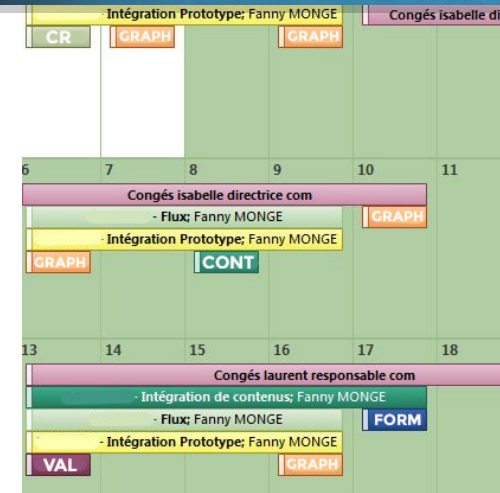 - Intégration Prototype; Fanny MONGE
Congés isabelle di
CR
GRAPH
GRAPH
6
7
8
9
10
11
Congés isabelle directrice com
- Flux; Fanny MONGE
GRAPH
- Intégration Prototype; Fanny MONGE
GRAPH
CONT
13
14
15
16
17
18
Congés laurent responsable com
- Intégration de contenus; Fanny MONGE
- Flux; Fanny MONGE
FORM
- Intégration Prototype; Fanny MONGE
VAL
GRAPH